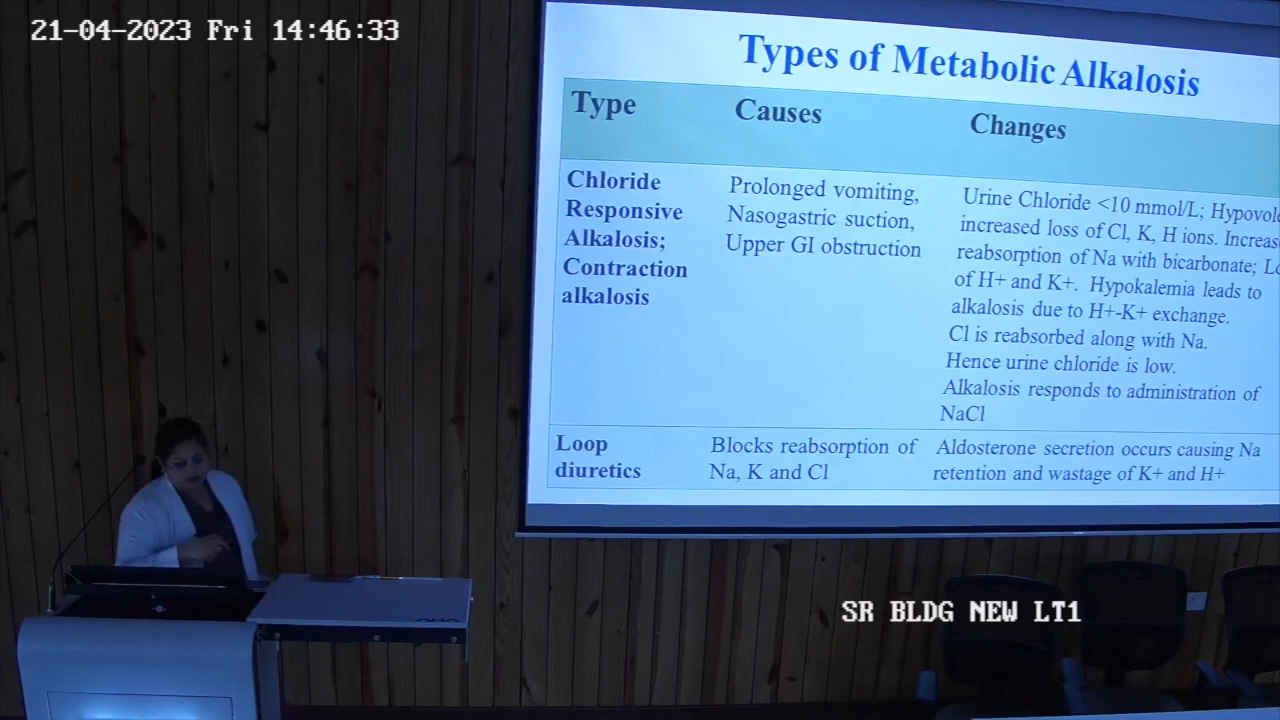 21-04-2023 Fri 14:46:33
Types of Metabolic Alkalosis
Type Causes Changes
Chloride
Responsive
Alkalosis;
Contraction
alkalosis
Prolonged vomiting,
Nasogastric suction,
Upper GI obstruction
Urine Chloride <10 mmol/L;
increased loss of Cl, K, H ions.
reabsorption of Na with bicarbonate;
of H+ and K+. Hypokalemia leads to
alkalosis due to H+-K+ exchange.
Cl is reabsorbed along with Na.
Hence urine chloride is low.
Alkalosis responds to administration of
NaCl
Loop
diuretics
Blocks reabsorption of
Na, K and Cl
Aldosterone secretion occurs causing Na
retention and wastage of K+ and H+
SR BLDG NEW LT1